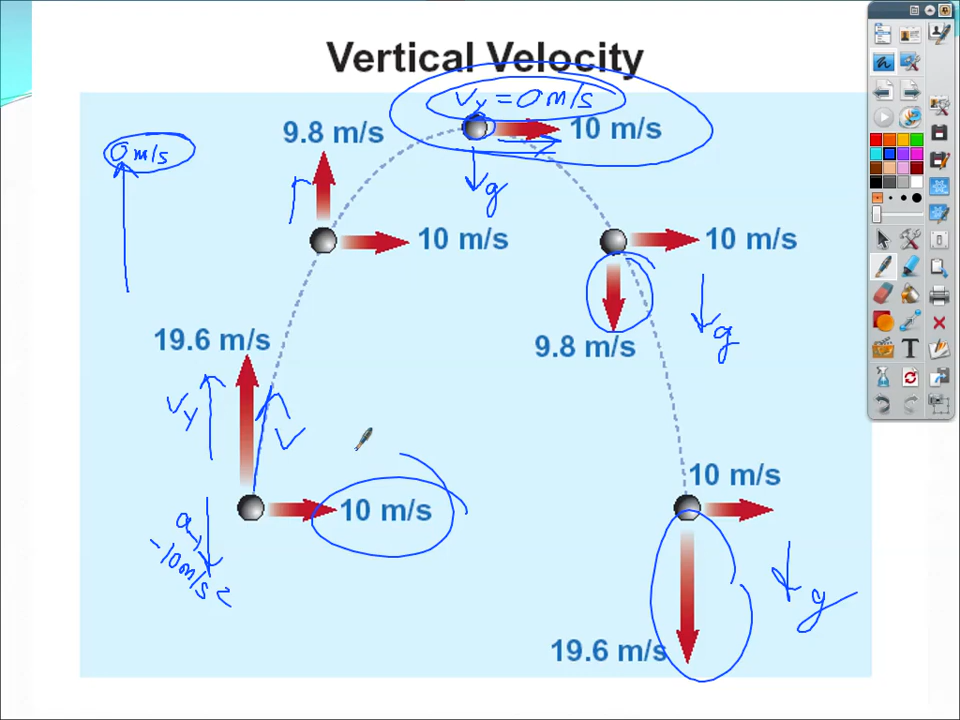 Vertical Velocity
Vy = 0 m/s
9.8 m/s
10 m/s
0 m/s
g
10 m/s
10 m/s
19.6 m/s
9.8 m/s
g
Vy
V
10 m/s
10 m/s
a
-10 m/s2
g
19.6 m/s
T